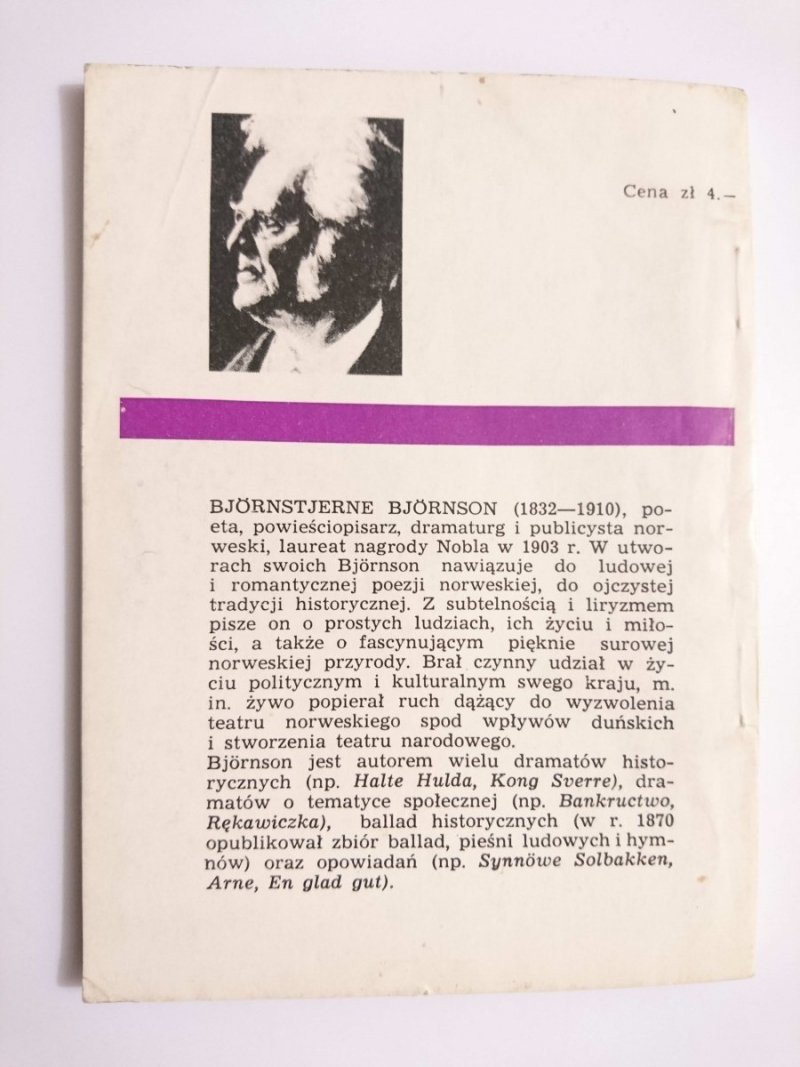 Cena zł 4.—
BJÖRNSTJERNE BJÖRNSON (1832—1910), po-
eta, powieściopisarz, dramaturg i publicysta nor-
weski, laureat nagrody Nobla w 1903 r. W utwo-
rach swoich Björnson nawiązuje do ludowej
i romantycznej poezji norweskiej, do ojczystej
tradycji historycznej. Z subtelnością i liryzmem
pisze on o prostych ludziach, ich życiu i miło-
ści, a także o fascynującym pięknie surowej
norweskiej przyrody. Brał czynny udział w ży-
ciu politycznym i kulturalnym swego kraju, m.
in. żywo popierał ruch dążący do wyzwolenia
teatru norweskiego spod wpływów duńskich
i stworzenia teatru narodowego.
Björnson jest autorem wielu dramatów histo-
rycznych (np. Halte Hulda, Kong Sverre), dra-
matów o tematyce społecznej (np. Bankructwo,
Rękawiczka), ballad historycznych (w r. 1870
opublikował zbiór ballad, pieśni ludowych i hym-
nów) oraz opowiadań (np. Synnöwe Solbakken,
Arne, En glad gut).